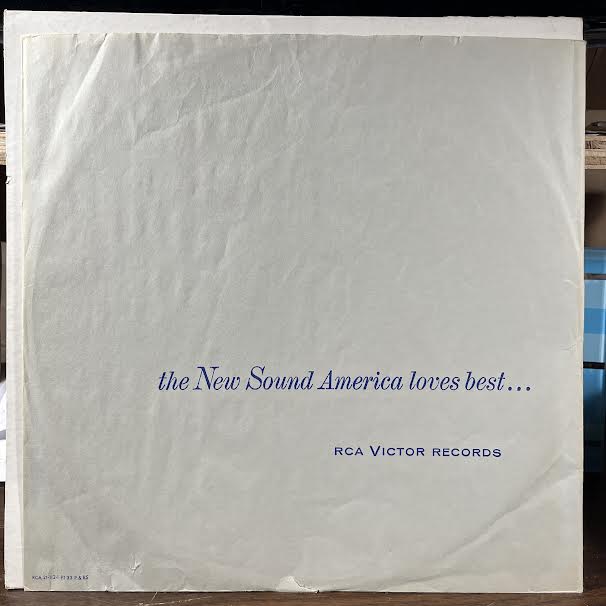 the New Sound America loves best...
RCA VICTOR RECORDS